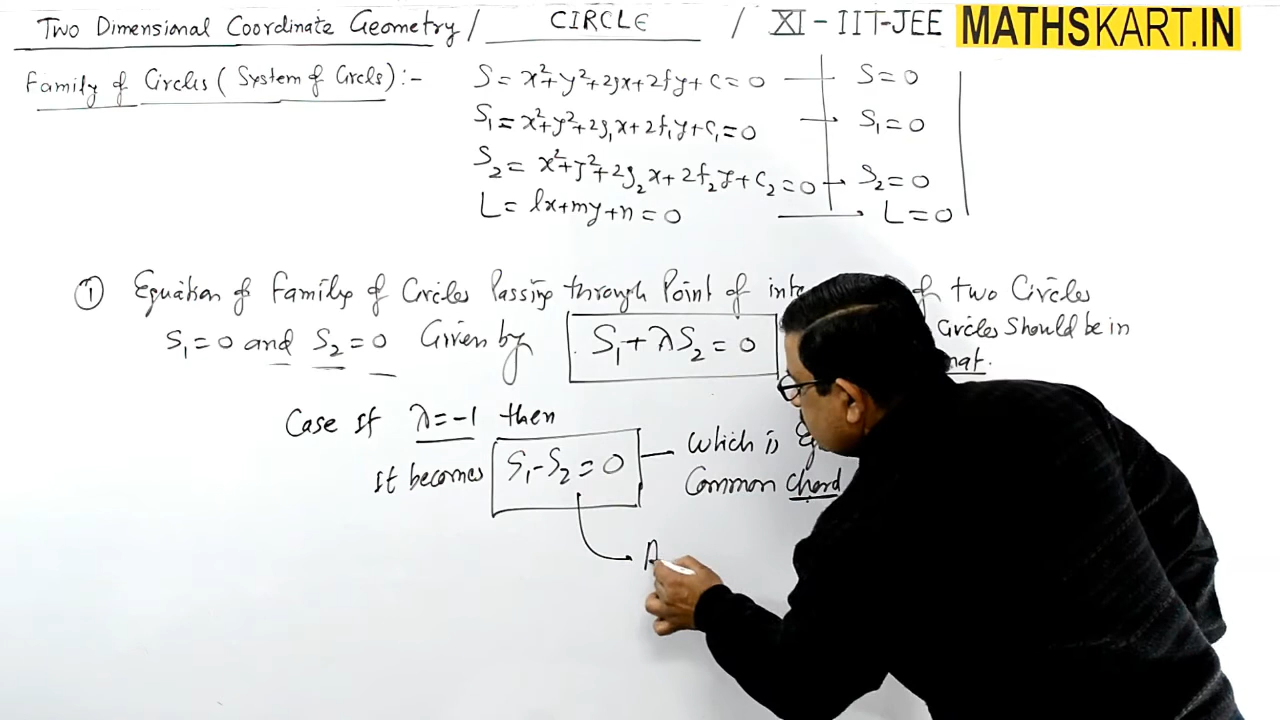 Two Dimensional Coordinate Geometry / CIRCLE / XI - IIT-JEE MATHSKART.IN
Family of Circles ( System of Circls) :-
S = x²+y²+2gx+2fy+c=0 S=0
S₁ = x²+y²+2g₁x+2f₁y+c₁=0 → S₁=0
S₂ = x²+y²+2g₂x+2f₂y+c₂=0 → S₂=0
L = lx+my+n=0 → L=0
① Equation of Family of Circles Passing through Point of of two Circles
S₁=0 and S₂=0 Given by S₁+λS₂=0 Circles should be in
Case If λ=-1 then
It becomes S₁-S₂=0 — Which is
Common Chord